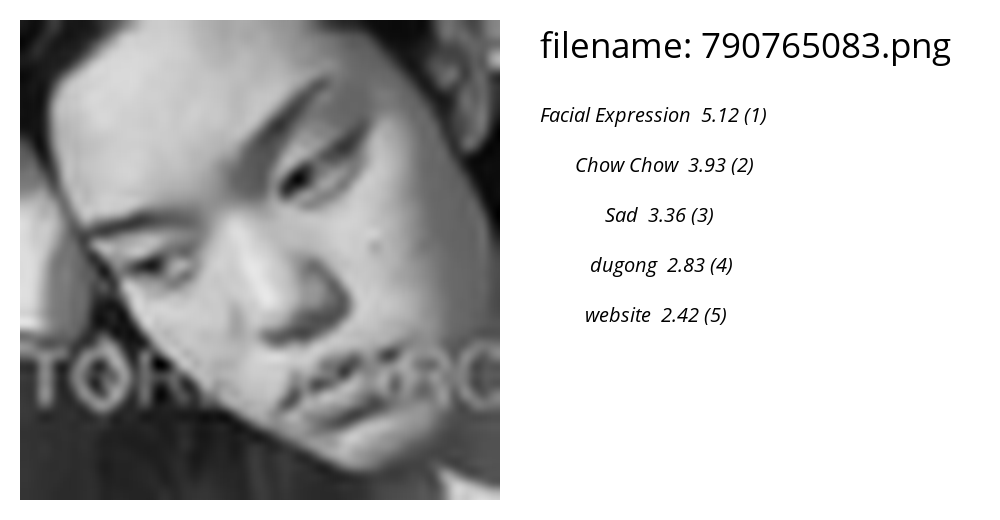 filename: 790765083.png
Facial Expression 5.12 (1)
Chow Chow 3.93 (2)
Sad 3.36 (3)
dugong 2.83 (4)
website 2.42 (5)